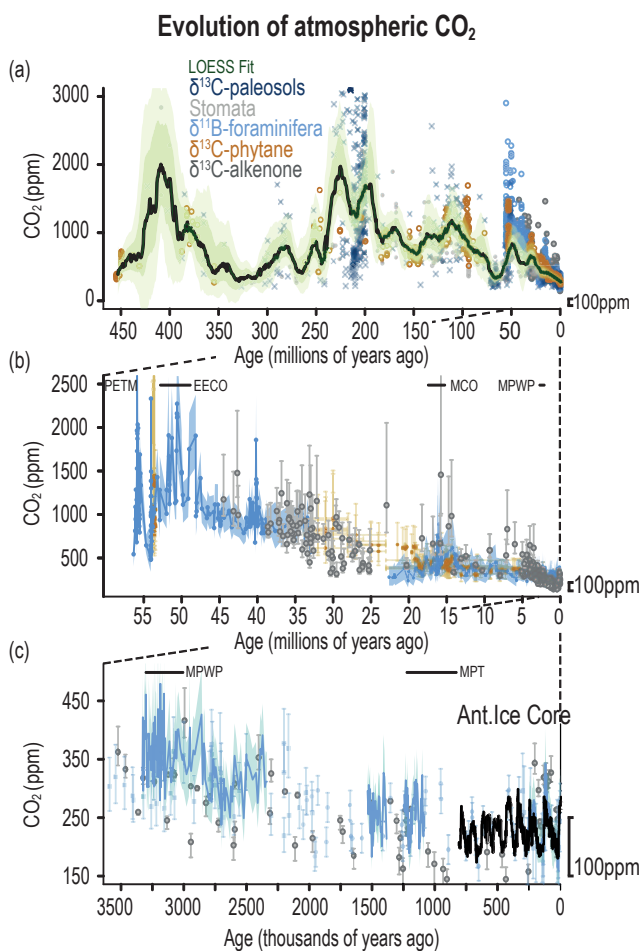 Evolution of atmospheric CO₂
(a)
LOESS Fit
δ¹³C-paleosols
Stomata
δ¹¹B-foraminifera
δ¹³C-phytane
δ¹³C-alkenone
CO₂ (ppm)
3000
2000
1000
0
100ppm
450 400 350 300 250 200 150 100 50 0
Age (millions of years ago)
(b)
PETM EECO MCO MPWP
CO₂ (ppm)
2500
2000
1500
1000
500
100ppm
55 50 45 40 35 30 25 20 15 10 5 0
Age (millions of years ago)
(c)
MPWP MPT
Ant.Ice Core
CO₂ (ppm)
450
350
250
150
100ppm
3500 3000 2500 2000 1500 1000 500 0
Age (thousands of years ago)